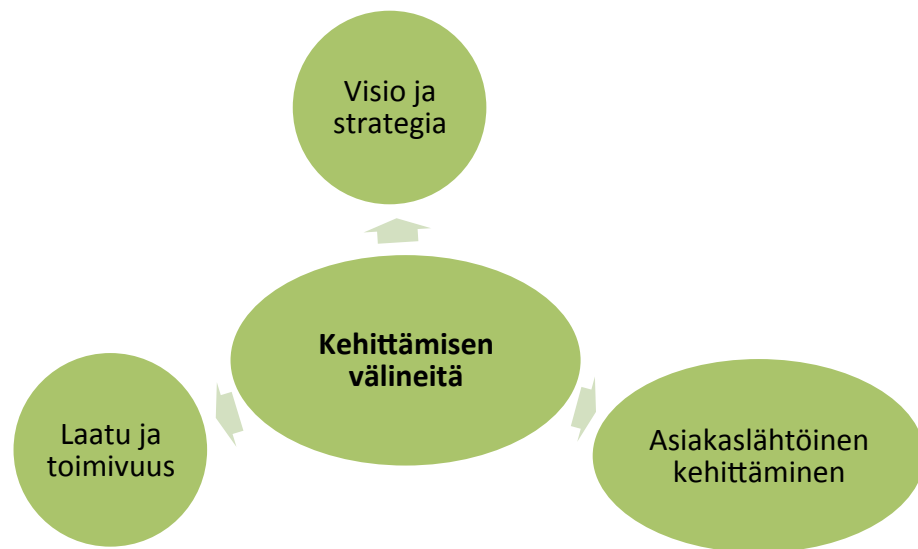 Visio ja
strategia
Kehittämisen
välineitä
Laatu ja
toimivuus
Asiakaslähtöinen
kehittäminen